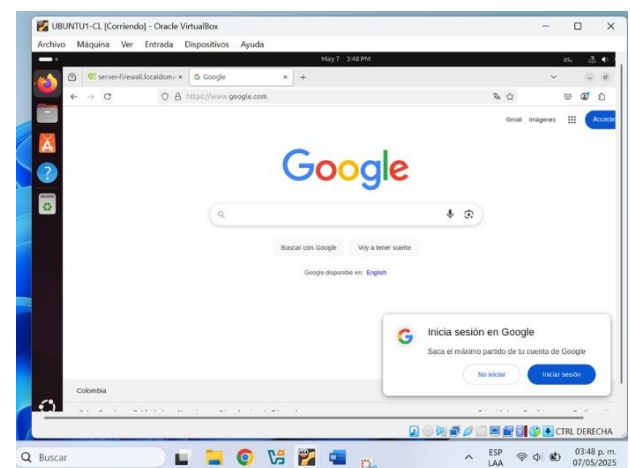 UBUNTU1-CL [Corriendo] - Oracle VirtualBox
Archivo Máquina Ver Entrada Dispositivos Ayuda
May 7 3:48 PM
es
server-firewall.localdoma × Google × +
https://www.google.com
Gmail Imágenes Acceder
Google
Buscar con Google Voy a tener suerte
Google disponible en: English
Inicia sesión en Google
Saca el máximo partido de tu cuenta de Google
No iniciar Iniciar sesión
Colombia
CTRL DERECHA
Buscar
ESP
LAA
03:48 p. m.
07/05/2025